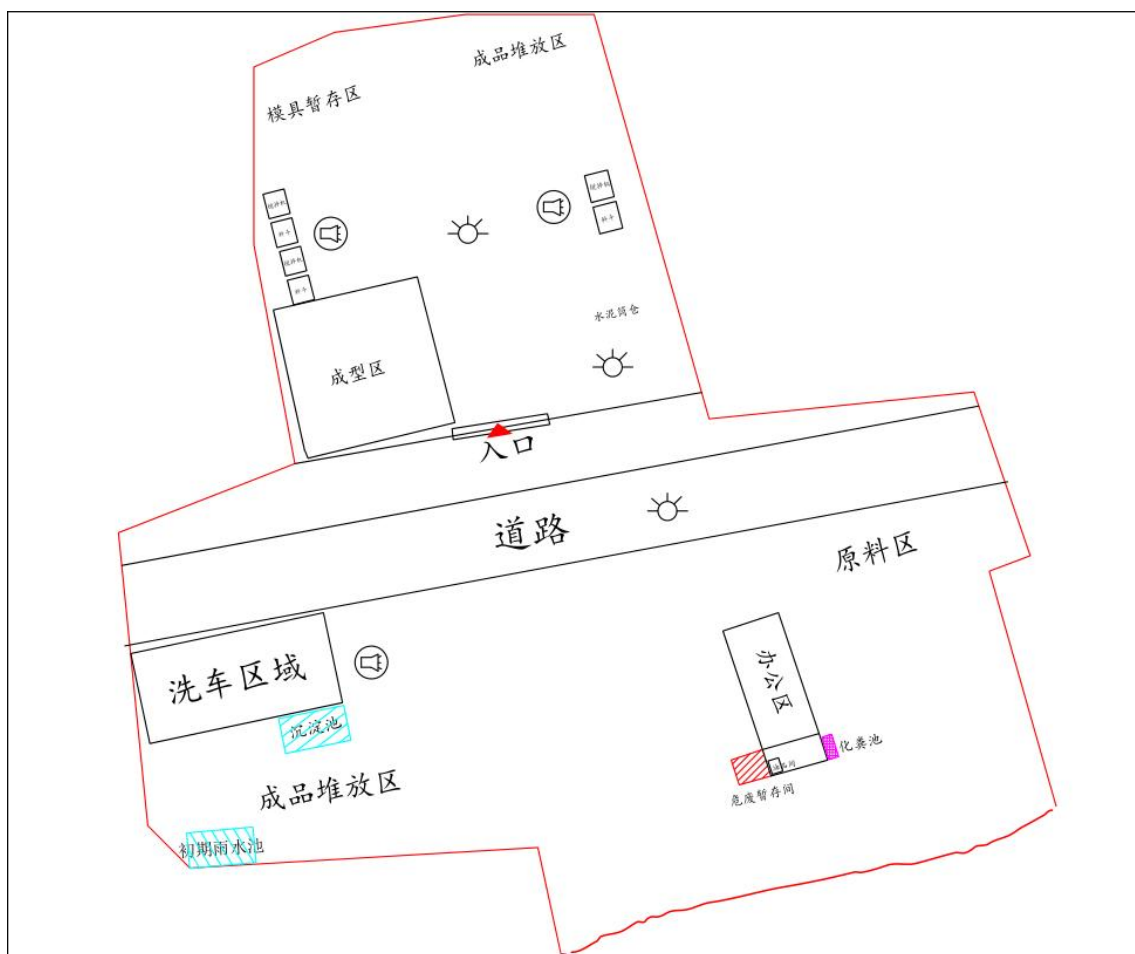 成品堆放区
模具暂存区
搅拌机
搅拌机
料斗
料斗
搅拌机
料斗
水泥筒仓
成型区
入口
道路
原料区
洗车区域
办公区
沉淀池
化粪池
危废暂存间
成品堆放区
初期雨水池